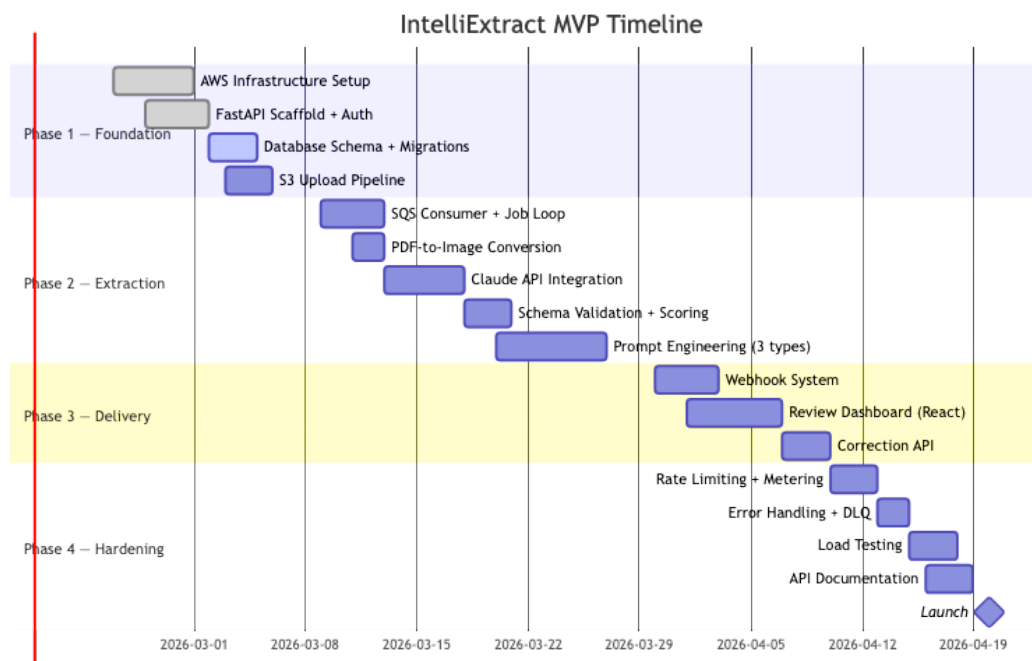 IntelliExtract MVP Timeline
Phase 1 — Foundation
AWS Infrastructure Setup
FastAPI Scaffold + Auth
Database Schema + Migrations
S3 Upload Pipeline
Phase 2 — Extraction
SQS Consumer + Job Loop
PDF-to-Image Conversion
Claude API Integration
Schema Validation + Scoring
Prompt Engineering (3 types)
Phase 3 — Delivery
Webhook System
Review Dashboard (React)
Correction API
Phase 4 — Hardening
Rate Limiting + Metering
Error Handling + DLQ
Load Testing
API Documentation
Launch
2026-03-01
2026-03-08
2026-03-15
2026-03-22
2026-03-29
2026-04-05
2026-04-12
2026-04-19